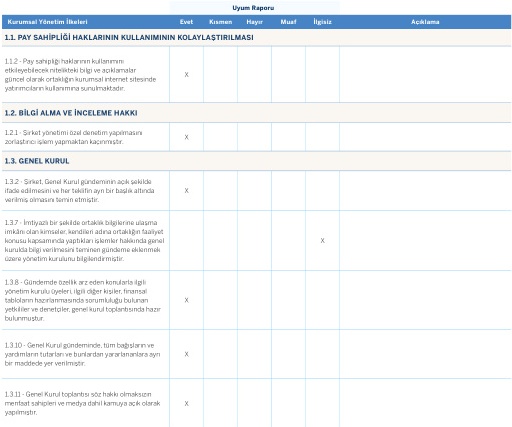 Uyum Raporu
Kurumsal Yönetim İlkeleri Evet Kısmen Hayır Muaf İlgisiz Açıklama
1.1. PAY SAHİPLİĞİ HAKLARININ KULLANIMININ KOLAYLAŞTIRILMASI
1.1.2 - Pay sahipliği haklarının kullanımını
etkileyebilecek nitelikteki bilgi ve açıklamalar
güncel olarak ortaklığın kurumsal internet sitesinde
yatırımcıların kullanımına sunulmaktadır.
X
1.2. BİLGİ ALMA VE İNCELEME HAKKI
1.2.1 - Şirket yönetimi özel denetim yapılmasını
zorlaştırıcı işlem yapmaktan kaçınmıştır.
X
1.3. GENEL KURUL
1.3.2 - Şirket, Genel Kurul gündeminin açık şekilde
ifade edilmesini ve her teklifin ayrı bir başlık altında
verilmiş olmasını temin etmiştir.
X
1.3.7 - İmtiyazlı bir şekilde ortaklık bilgilerine ulaşma
imkânı olan kimseler, kendileri adına ortaklığın faaliyet
konusu kapsamında yaptıkları işlemler hakkında genel
kurulda bilgi verilmesini teminen gündeme eklenmek
üzere yönetim kurulunu bilgilendirmiştir.
X
1.3.8 - Gündemde özellik arz eden konularla ilgili
yönetim kurulu üyeleri, ilgili diğer kişiler, finansal
tabloların hazırlanmasında sorumluluğu bulunan
yetkililer ve denetçiler, genel kurul toplantısında hazır
bulunmuştur.
X
1.3.10 - Genel Kurul gündeminde, tüm bağışların ve
yardımların tutarları ve bunlardan yararlananlara ayrı
bir maddede yer verilmiştir.
X
1.3.11 - Genel Kurul toplantısı söz hakkı olmaksızın
menfaat sahipleri ve medya dahil kamuya açık olarak
yapılmıştır.
X